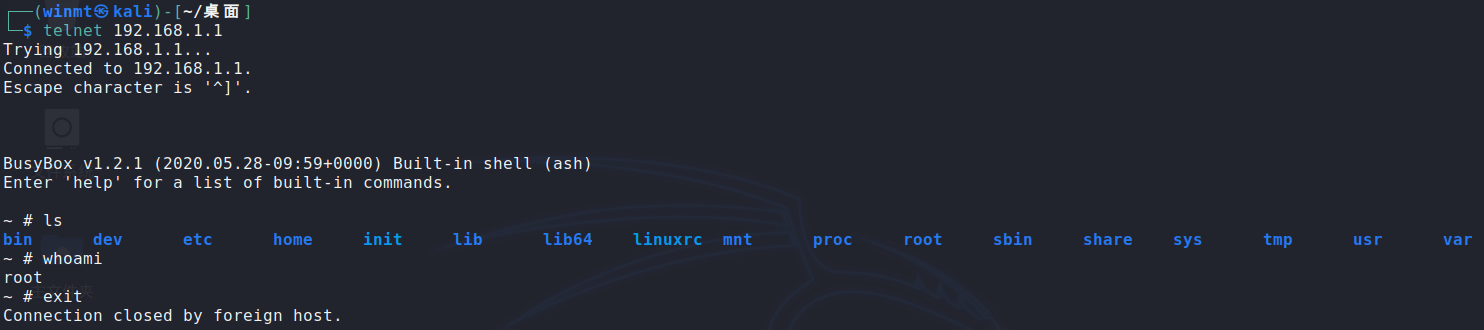 ┌──(winmt㉿kali)-[~/桌面]
└─$ telnet 192.168.1.1
Trying 192.168.1.1...
Connected to 192.168.1.1.
Escape character is '^]'.
BusyBox v1.2.1 (2020.05.28-09:59+0000) Built-in shell (ash)
Enter 'help' for a list of built-in commands.
~ # ls
bin dev etc home init lib lib64 linuxrc mnt proc root sbin share sys tmp usr var
~ # whoami
root
~ # exit
Connection closed by foreign host.